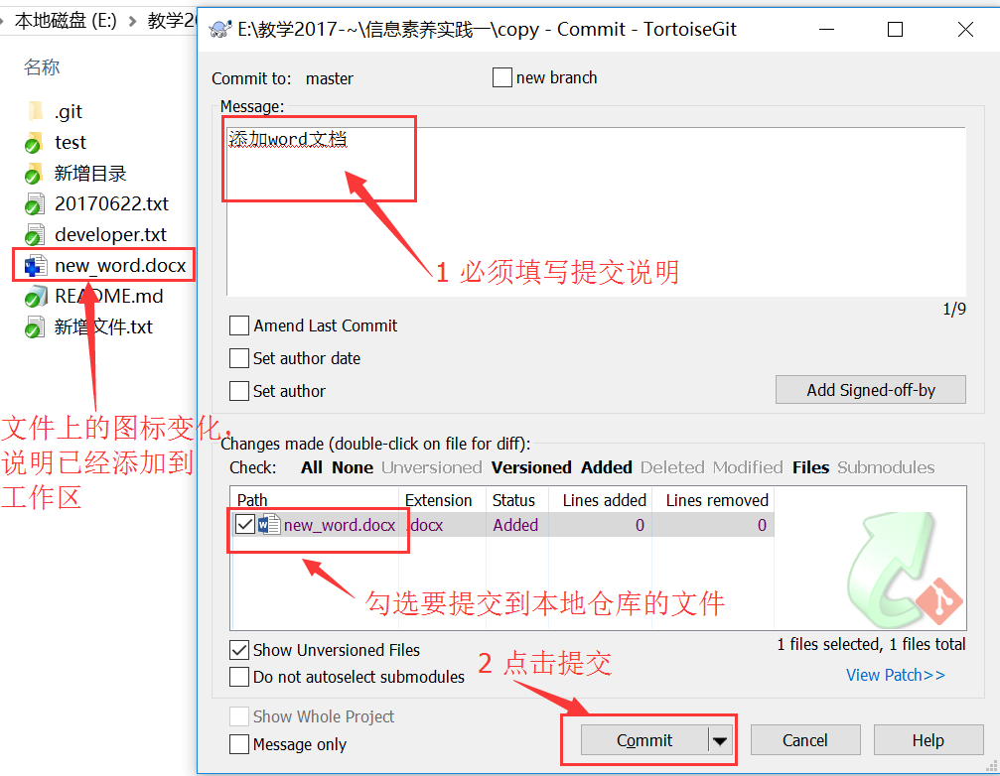 本地磁盘 (E:) > 教学20
名称
.git
test
新增目录
20170622.txt
developer.txt
new_word.docx
README.md
新增文件.txt
文件上的图标变化，
说明已经添加到
工作区
E:\教学2017-~\信息素养实践一\copy - Commit - TortoiseGit
Commit to: master
new branch
Message:
添加word文档
1 必须填写提交说明
1/9
Amend Last Commit
Set author date
Set author
Add Signed-off-by
Changes made (double-click on file for diff):
Check: All None Unversioned Versioned Added Deleted Modified Files Submodules
Path Extension Status Lines added Lines removed
new_word.docx .docx Added 0 0
勾选要提交到本地仓库的文件
1 files selected, 1 files total
Show Unversioned Files
Do not autoselect submodules
View Patch>>
2 点击提交
Show Whole Project
Message only
Commit
Cancel
Help